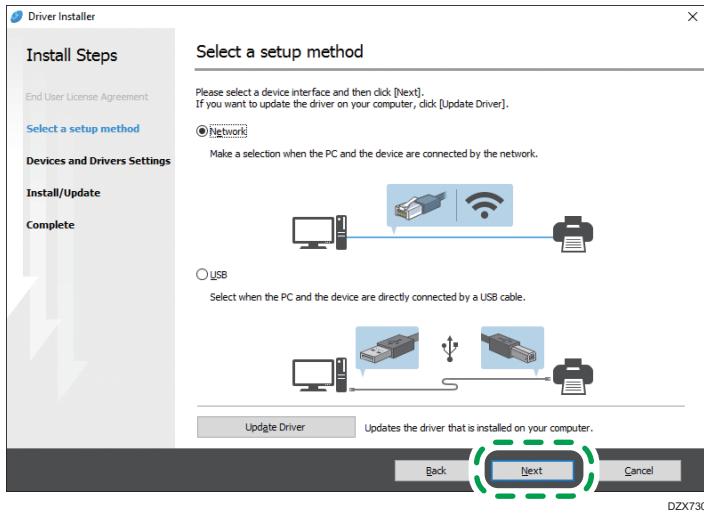 Driver Installer
Install Steps
End User License Agreement
Select a setup method
Devices and Drivers Settings
Install/Update
Complete
Select a setup method
Please select a device interface and then click [Next].
If you want to update the driver on your computer, click [Update Driver].
Network
Make a selection when the PC and the device are connected by the network.
USB
Select when the PC and the device are directly connected by a USB cable.
Update Driver
Updates the driver that is installed on your computer.
Back
Next
Cancel
DZX730